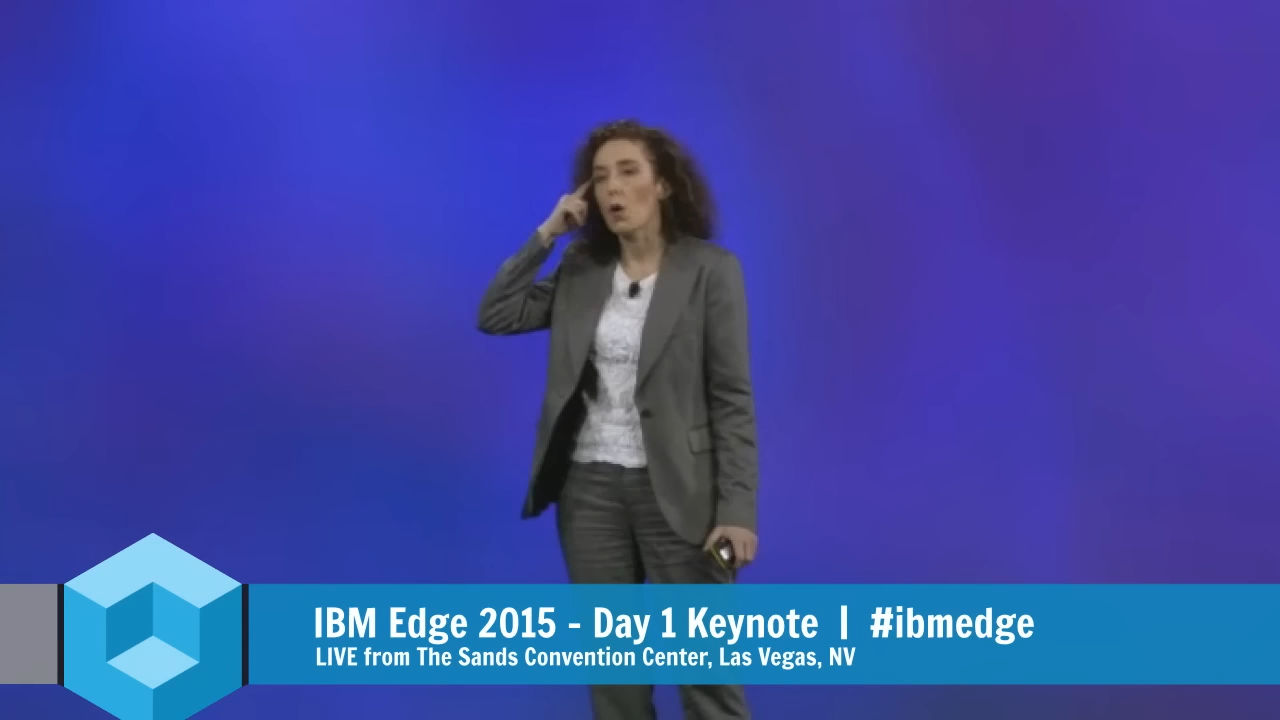 IBM Edge 2015 - Day 1 Keynote | #ibmedge
LIVE from The Sands Convention Center, Las Vegas, NV